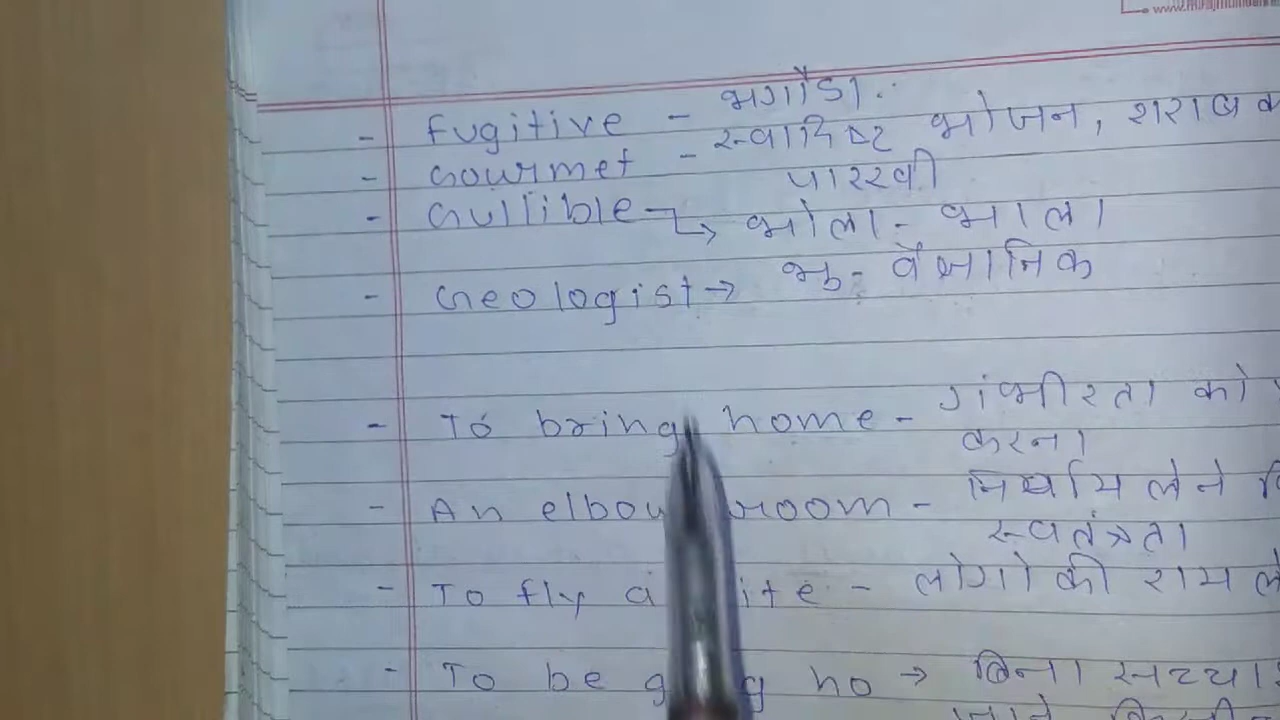 - Fugitive - भगौड़ा.
- Gourmet - स्वादिष्ट भोजन, शराब
पारखी
- Gullible → भोला - भाला।
- Geologist → भू-वैज्ञानिक
- To bring home - गंभीरता को
करना।
- An elbow room - निर्णय लेने
स्वतंत्रता
- To fly a kite - लोगो की राय
- To be gung ho → बिना